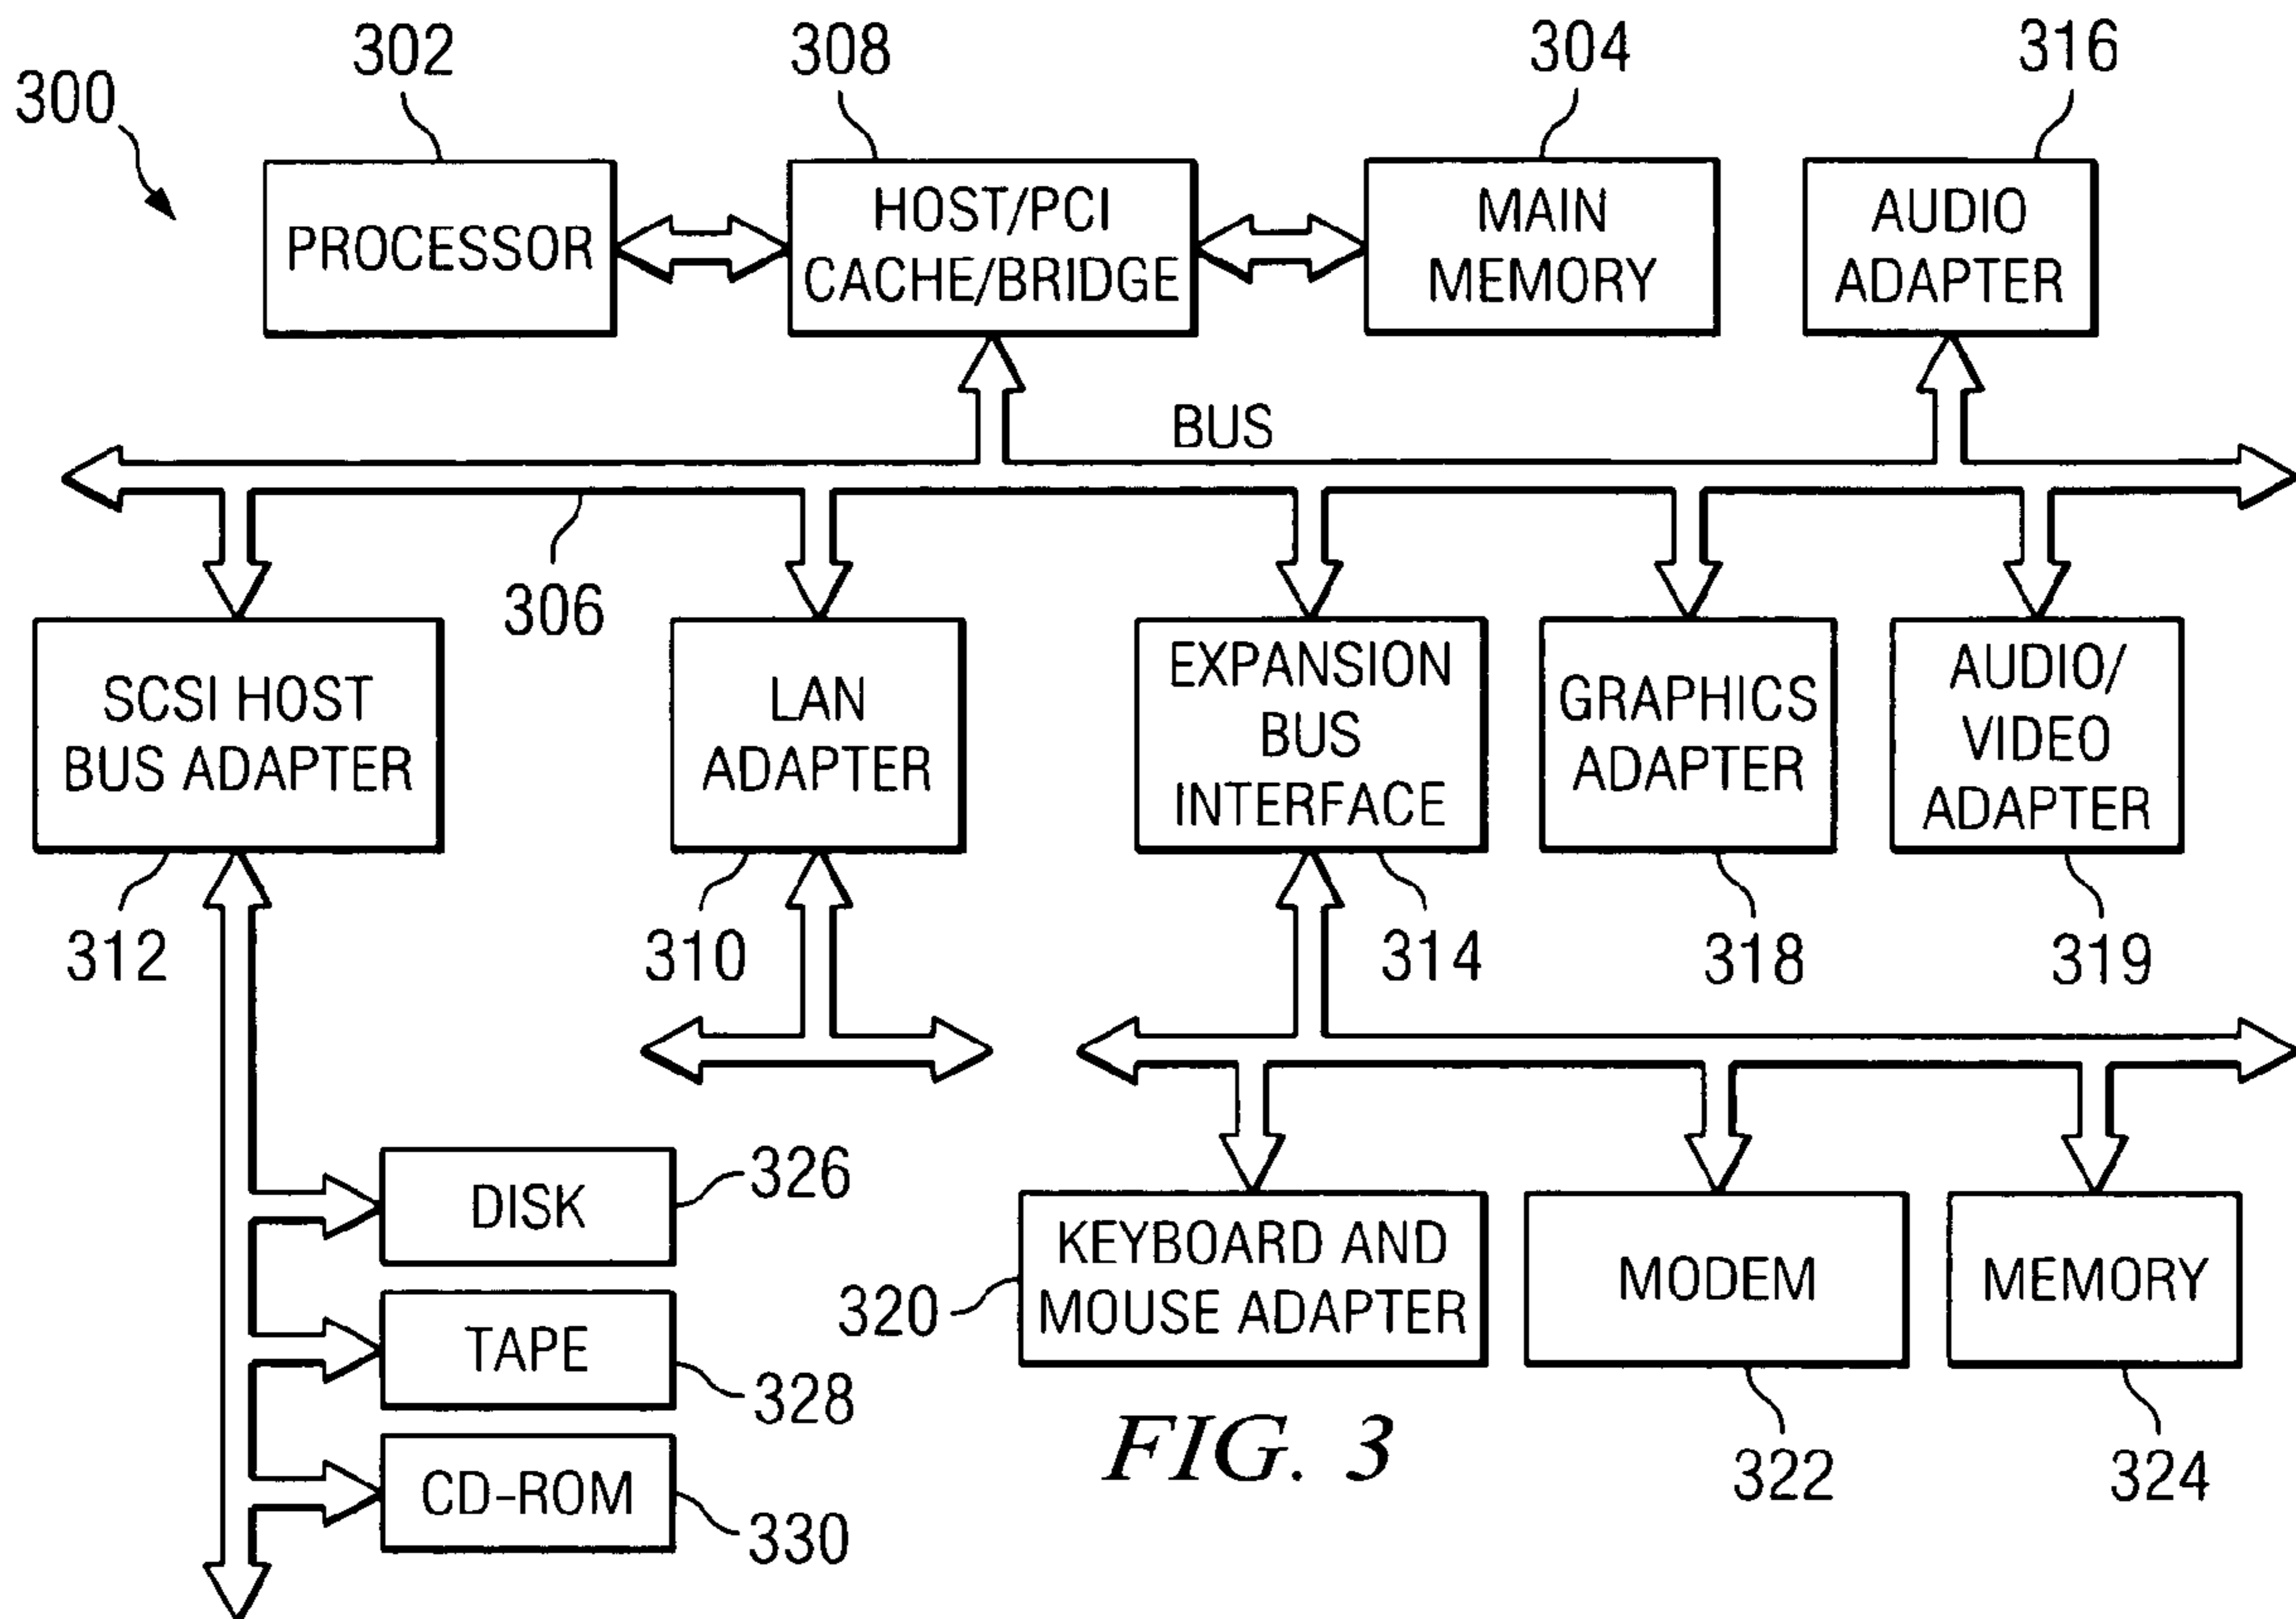 302
308
304
316
300
PROCESSOR
HOST/PCI
CACHE/BRIDGE
MAIN
MEMORY
AUDIO
ADAPTER
BUS
306
SCSI HOST
BUS ADAPTER
LAN
ADAPTER
EXPANSION
BUS
INTERFACE
GRAPHICS
ADAPTER
AUDIO/
VIDEO
ADAPTER
312
310
314
318
319
DISK
326
TAPE
328
CD-ROM
330
320
KEYBOARD AND
MOUSE ADAPTER
MODEM
MEMORY
322
324
FIG. 3